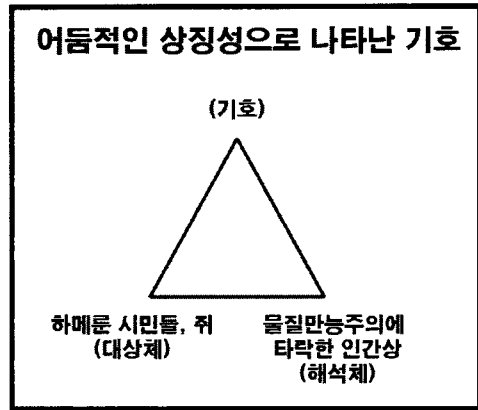 어둠적인 상징성으로 나타난 기호
(기호)
하메룬 시민들, 쥐
(대상체)
물질만능주의에
타락한 인간상
(해석체)